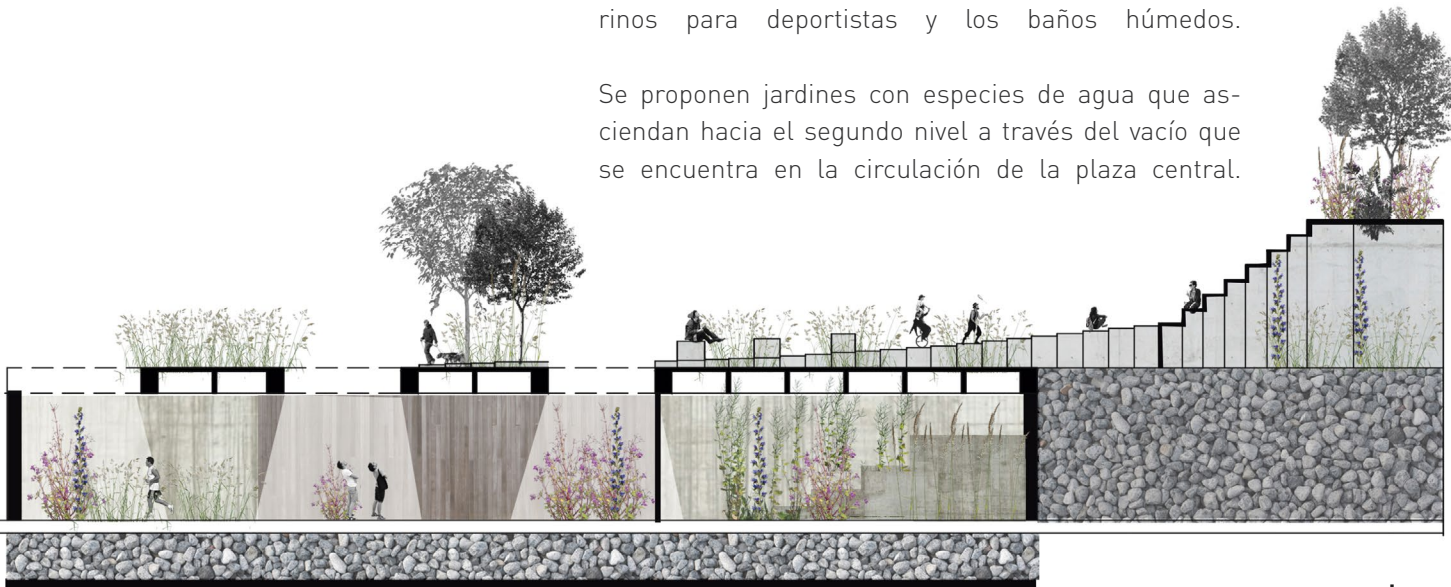 rinos para deportistas y los baños húmedos.
Se proponen jardines con especies de agua que as-
ciendan hacia el segundo nivel a través del vacío que
se encuentra en la circulación de la plaza central.